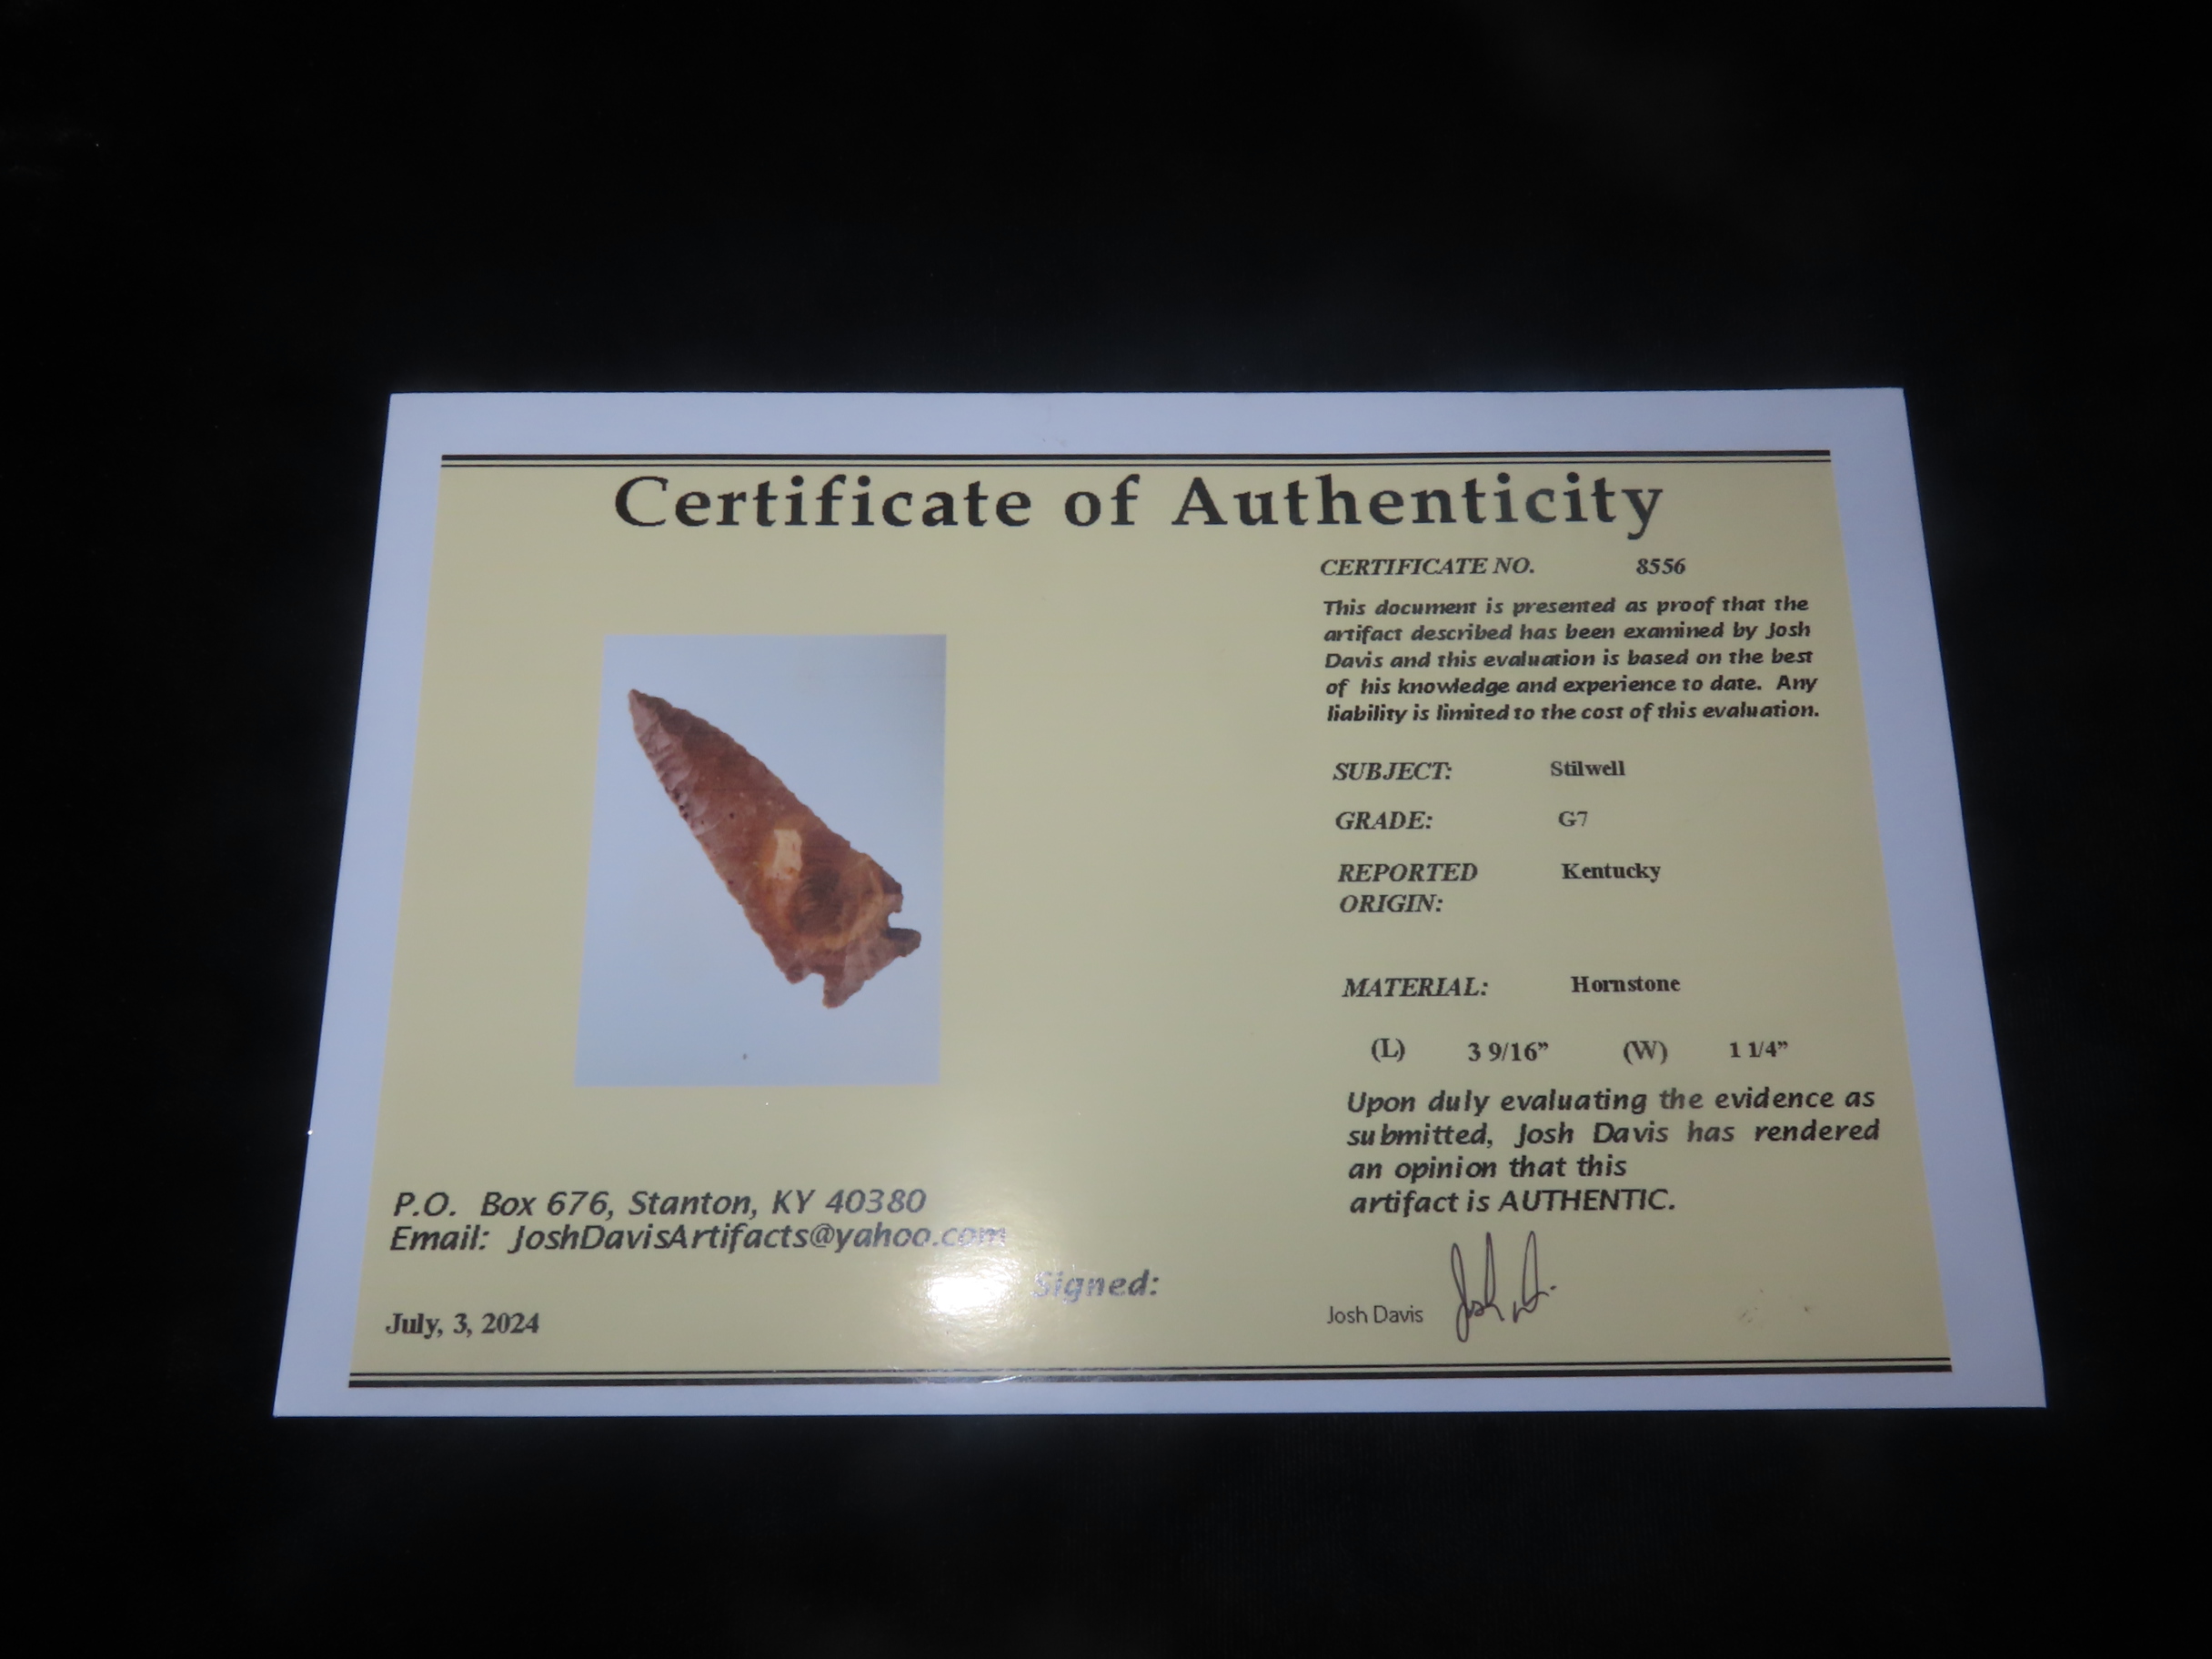 Certificate of Authenticity
CERTIFICATE NO. 8556
This document is presented as proof that the
artifact described has been examined by Josh
Davis and this evaluation is based on the best
of his knowledge and experience to date. Any
liability is limited to the cost of this evaluation.
SUBJECT: Stilwell
GRADE: G7
REPORTED Kentucky
ORIGIN:
MATERIAL: Hornstone
(L) 3 9/16” (W) 1 1/4”
Upon duly evaluating the evidence as
submitted, Josh Davis has rendered
an opinion that this
artifact is AUTHENTIC.
P.O. Box 676, Stanton, KY 40380
Email: JoshDavisArtifacts@yahoo.com
Signed:
Josh Davis
July, 3, 2024